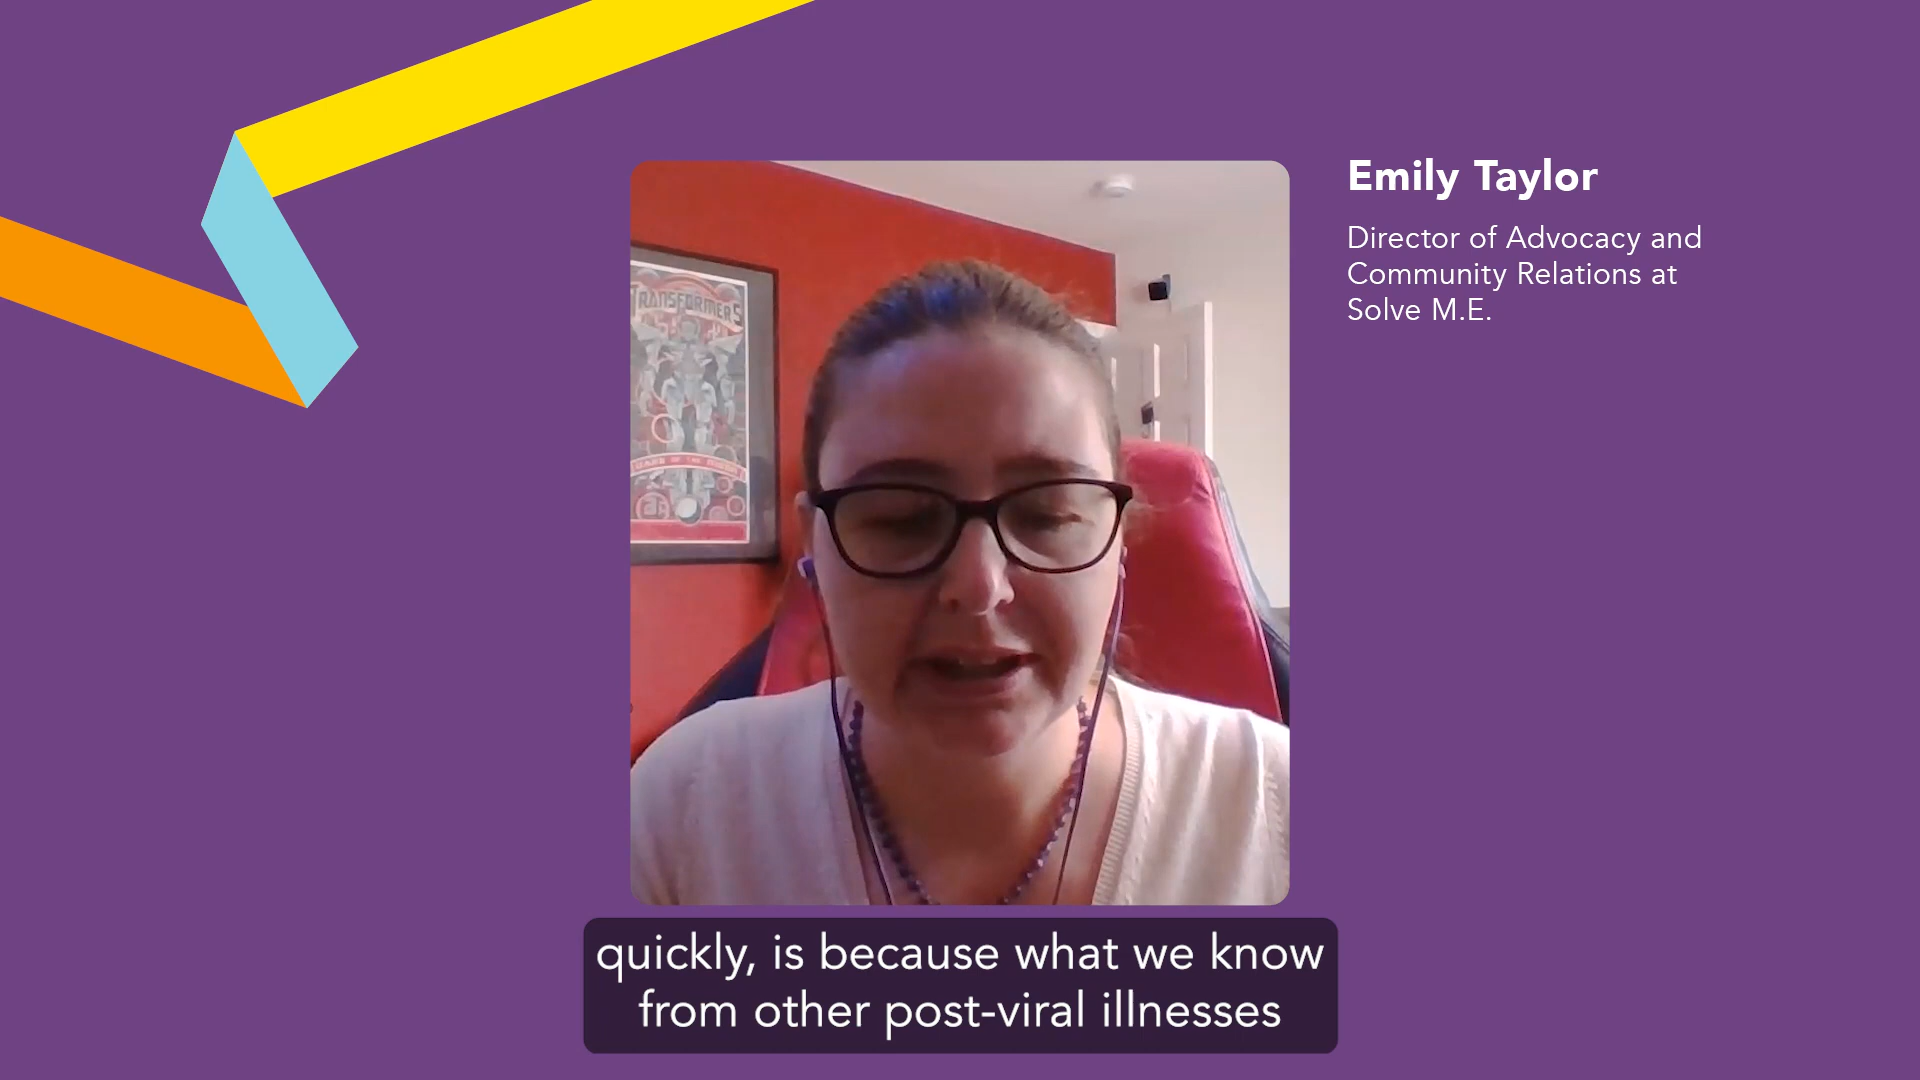 Emily Taylor
Director of Advocacy and
Community Relations at
Solve M.E.
TRANSFORMERS
quickly, is because what we know
from other post-viral illnesses